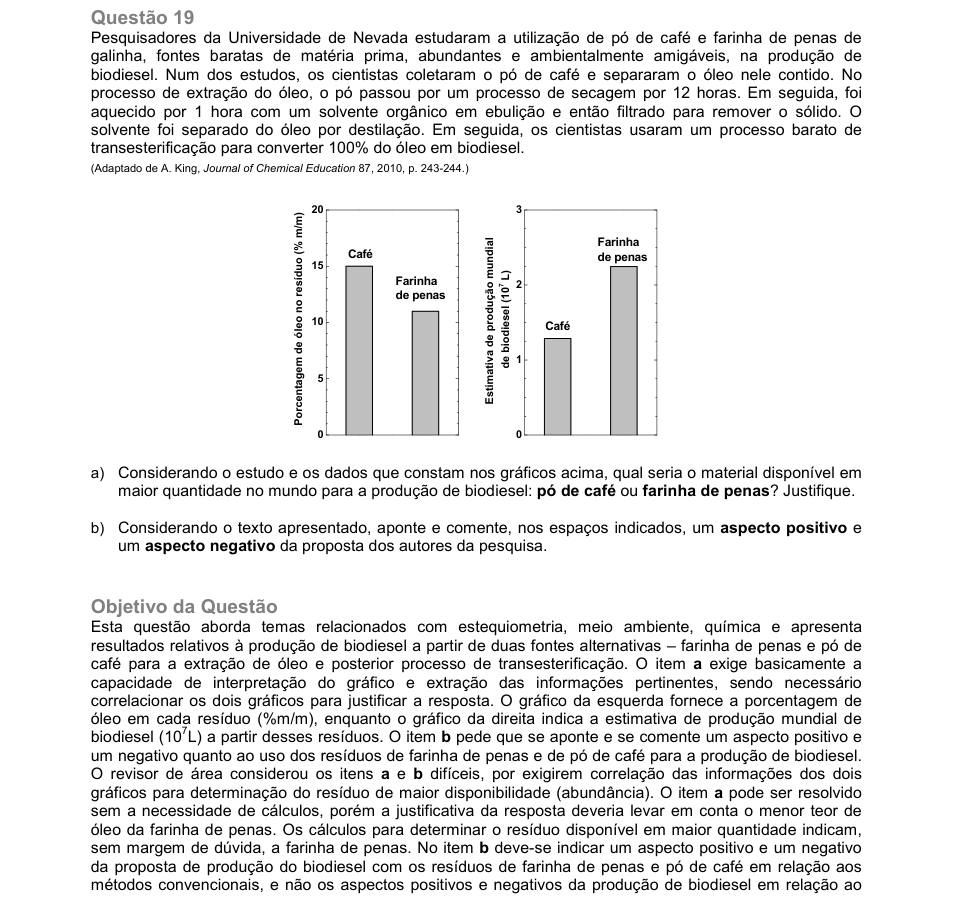 Questão 19
Pesquisadores da Universidade de Nevada estudaram a utilização de pó de café e farinha de penas de
galinha, fontes baratas de matéria prima, abundantes e ambientalmente amigáveis, na produção de
biodiesel. Num dos estudos, os cientistas coletaram o pó de café e separaram o óleo nele contido. No
processo de extração do óleo, o pó passou por um processo de secagem por 12 horas. Em seguida, foi
aquecido por 1 hora com um solvente orgânico em ebulição e então filtrado para remover o sólido. O
solvente foi separado do óleo por destilação. Em seguida, os cientistas usaram um processo barato de
transesterificação para converter 100% do óleo em biodiesel.
(Adaptado de A. King, Journal of Chemical Education 87, 2010, p. 243-244.)
Porcentagem de óleo no resíduo (% m/m)
20
15
10
5
0
Café
Farinha
de penas
Estimativa de produção mundial
de biodiesel (10⁷ L)
3
2
1
0
Café
Farinha
de penas
a) Considerando o estudo e os dados que constam nos gráficos acima, qual seria o material disponível em
maior quantidade no mundo para a produção de biodiesel: pó de café ou farinha de penas? Justifique.
b) Considerando o texto apresentado, aponte e comente, nos espaços indicados, um aspecto positivo e
um aspecto negativo da proposta dos autores da pesquisa.
Objetivo da Questão
Esta questão aborda temas relacionados com estequiometria, meio ambiente, química e apresenta
resultados relativos à produção de biodiesel a partir de duas fontes alternativas – farinha de penas e pó de
café para a extração de óleo e posterior processo de transesterificação. O item a exige basicamente a
capacidade de interpretação do gráfico e extração das informações pertinentes, sendo necessário
correlacionar os dois gráficos para justificar a resposta. O gráfico da esquerda fornece a porcentagem de
óleo em cada resíduo (%m/m), enquanto o gráfico da direita indica a estimativa de produção mundial de
biodiesel (10⁷L) a partir desses resíduos. O item b pede que se aponte e se comente um aspecto positivo e
um negativo quanto ao uso dos resíduos de farinha de penas e de pó de café para a produção de biodiesel.
O revisor de área considerou os itens a e b difíceis, por exigirem correlação das informações dos dois
gráficos para determinação do resíduo de maior disponibilidade (abundância). O item a pode ser resolvido
sem a necessidade de cálculos, porém a justificativa da resposta deveria levar em conta o menor teor de
óleo da farinha de penas. Os cálculos para determinar o resíduo disponível em maior quantidade indicam,
sem margem de dúvida, a farinha de penas. No item b deve-se indicar um aspecto positivo e um negativo
da proposta de produção do biodiesel com os resíduos de farinha de penas e pó de café em relação aos
métodos convencionais, e não os aspectos positivos e negativos da produção de biodiesel em relação ao